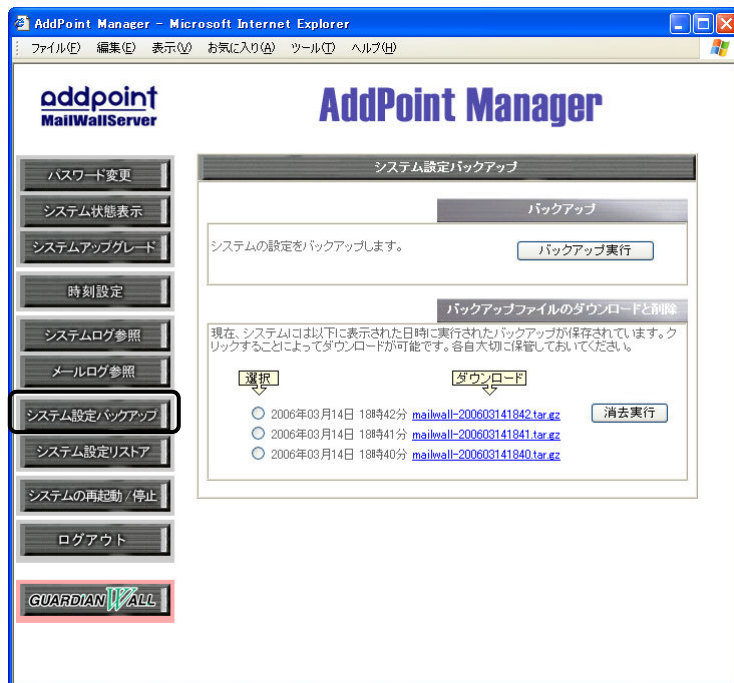 AddPoint Manager - Microsoft Internet Explorer
ファイル(F) 編集(E) 表示(V) お気に入り(A) ツール(T) ヘルプ(H)
addpoint
MailWallServer
AddPoint Manager
パスワード変更
システム状態表示
システムアップグレード
時刻設定
システムログ参照
メールログ参照
システム設定バックアップ
システム設定リストア
システムの再起動/停止
ログアウト
GUARDIAN WALL
システム設定バックアップ
バックアップ
システムの設定をバックアップします。
バックアップ実行
バックアップファイルのダウンロードと削除
現在、システムには以下に表示された日時に実行されたバックアップが保存されています。ク
リックすることによってダウンロードが可能です。各自大切に保管しておいてください。
選択 ダウンロード
2006年03月14日 18時42分 mailwall-200603141842.tar.gz 消去実行
2006年03月14日 18時41分 mailwall-200603141841.tar.gz
2006年03月14日 18時40分 mailwall-200603141840.tar.gz